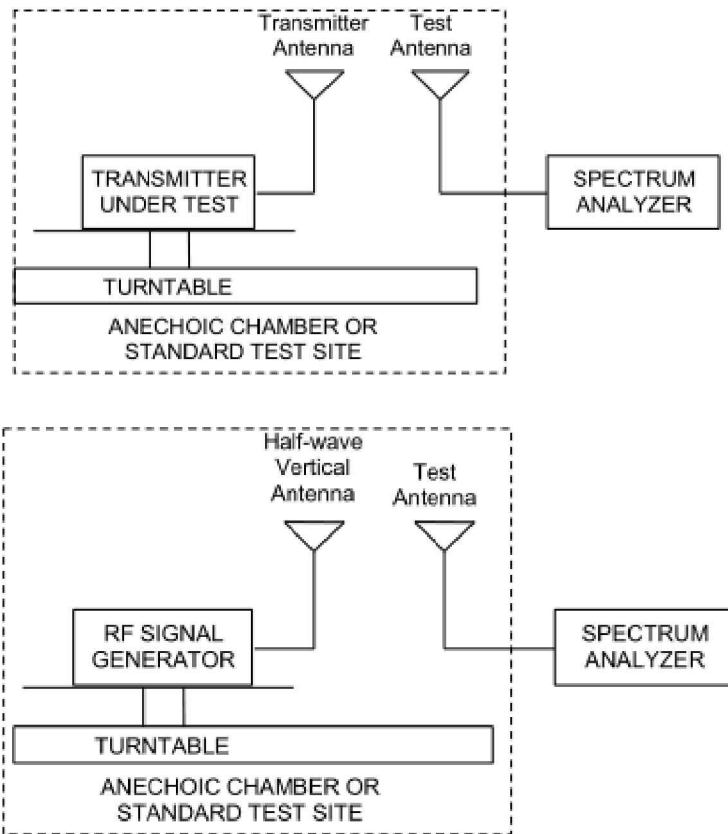 Transmitter
Antenna
Test
Antenna
TRANSMITTER
UNDER TEST
SPECTRUM
ANALYZER
TURNTABLE
ANECHOIC CHAMBER OR
STANDARD TEST SITE
Half-wave
Vertical
Antenna
Test
Antenna
RF SIGNAL
GENERATOR
SPECTRUM
ANALYZER
TURNTABLE
ANECHOIC CHAMBER OR
STANDARD TEST SITE